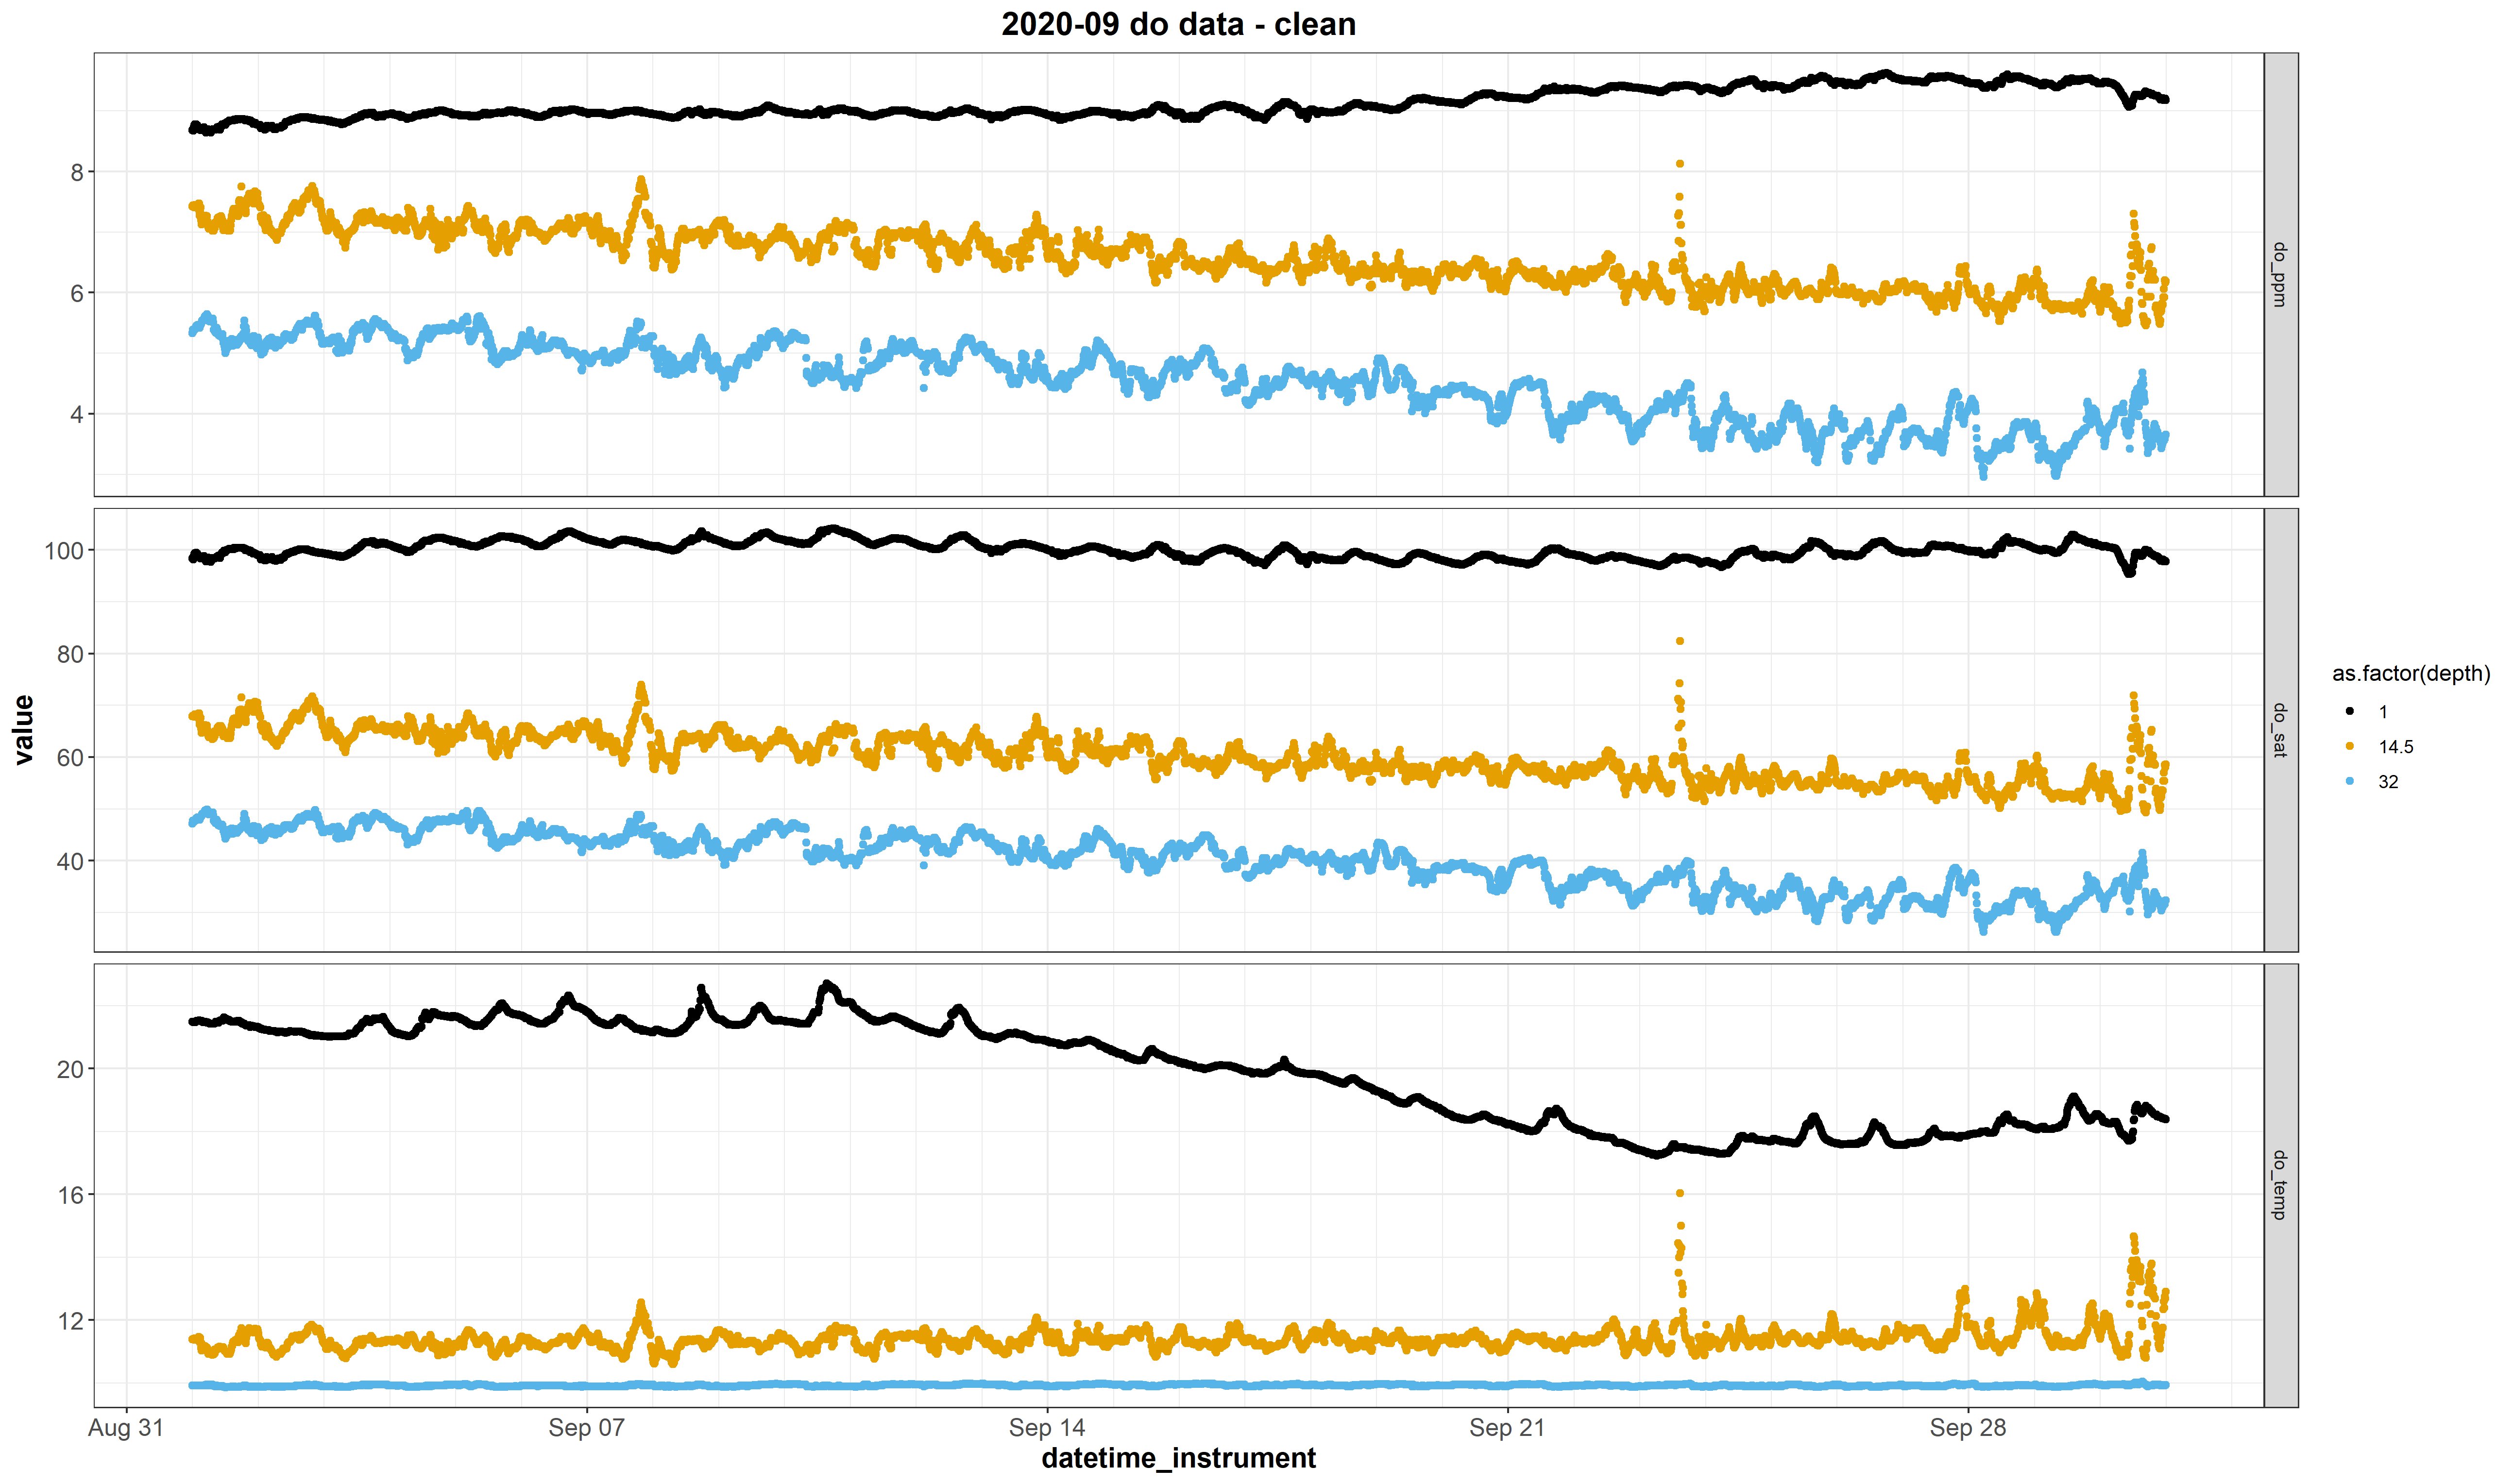 2020-09 do data - clean
8
6
4
do_ppm
100
80
60
40
do_sat
20
16
12
do_temp
value
Aug 31 Sep 07 Sep 14 Sep 21 Sep 28
datetime_instrument
as.factor(depth)
1
14.5
32